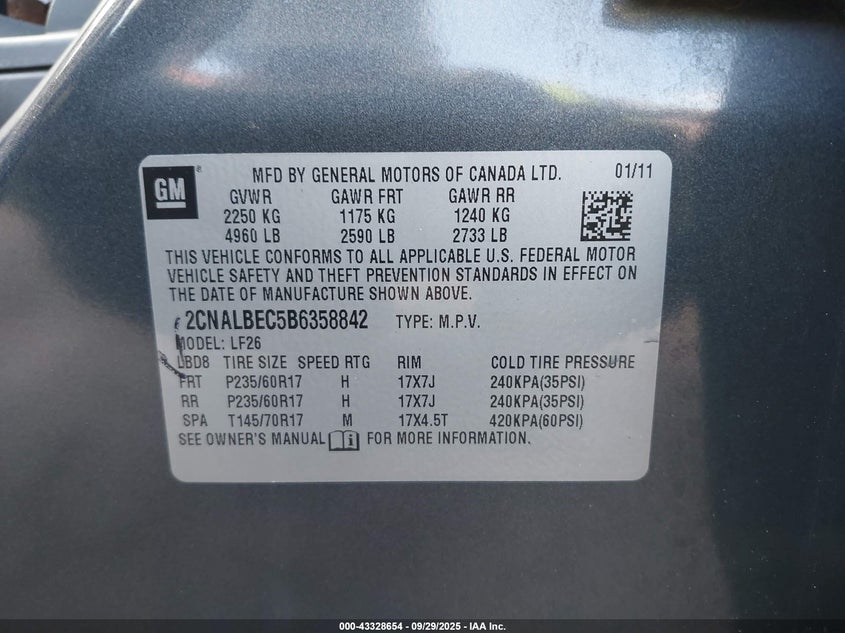 GM
MFD BY GENERAL MOTORS OF CANADA LTD. 01/11
GVWR GAWR FRT GAWR RR
2250 KG 1175 KG 1240 KG
4960 LB 2590 LB 2733 LB
THIS VEHICLE CONFORMS TO ALL APPLICABLE U.S. FEDERAL MOTOR
VEHICLE SAFETY AND THEFT PREVENTION STANDARDS IN EFFECT ON
THE DATE OF MANUFACTURE SHOWN ABOVE.
2CNALBEC5B6358842 TYPE: M.P.V.
MODEL: LF26
LBD8 TIRE SIZE SPEED RTG RIM COLD TIRE PRESSURE
FRT P235/60R17 H 17X7J 240KPA(35PSI)
RR P235/60R17 H 17X7J 240KPA(35PSI)
SPA T145/70R17 M 17X4.5T 420KPA(60PSI)
SEE OWNER'S MANUAL FOR MORE INFORMATION.
000-43328654 - 09/29/2025 - IAA Inc.